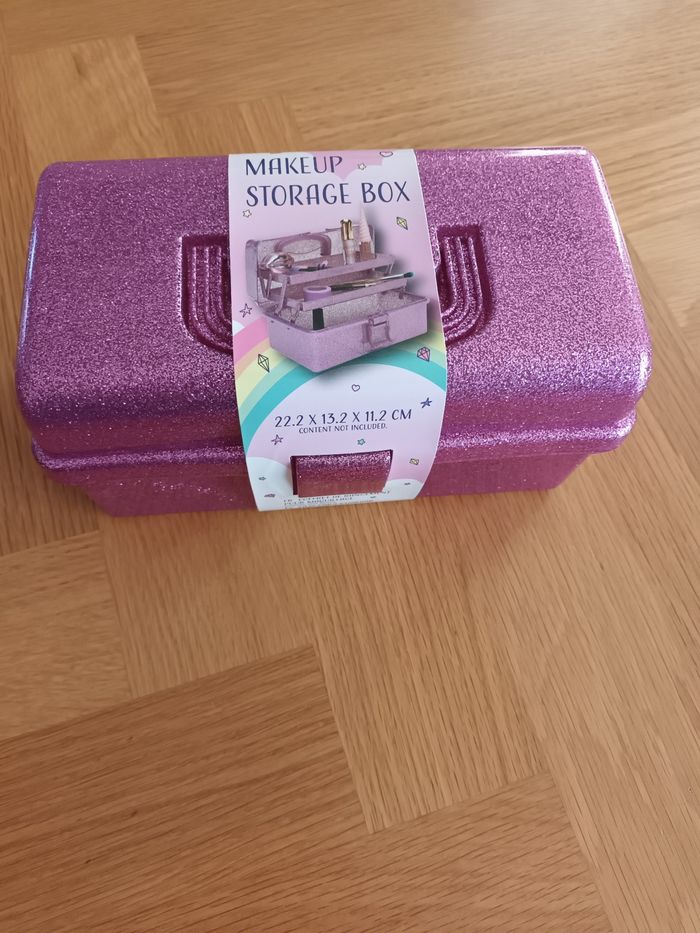 MAKEUP
STORAGE BOX
22.2 X 13.2 X 11.2 CM
CONTENT NOT INCLUDED.